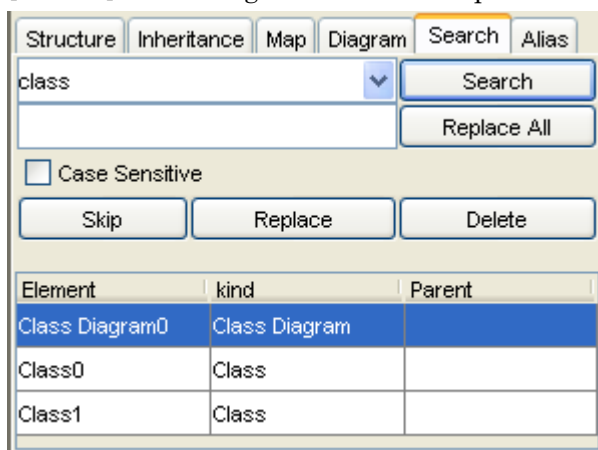 Structure Inheritance Map Diagram Search Alias
class Search
Replace All
Case Sensitive
Skip Replace Delete
Element kind Parent
Class Diagram0 Class Diagram
Class0 Class
Class1 Class